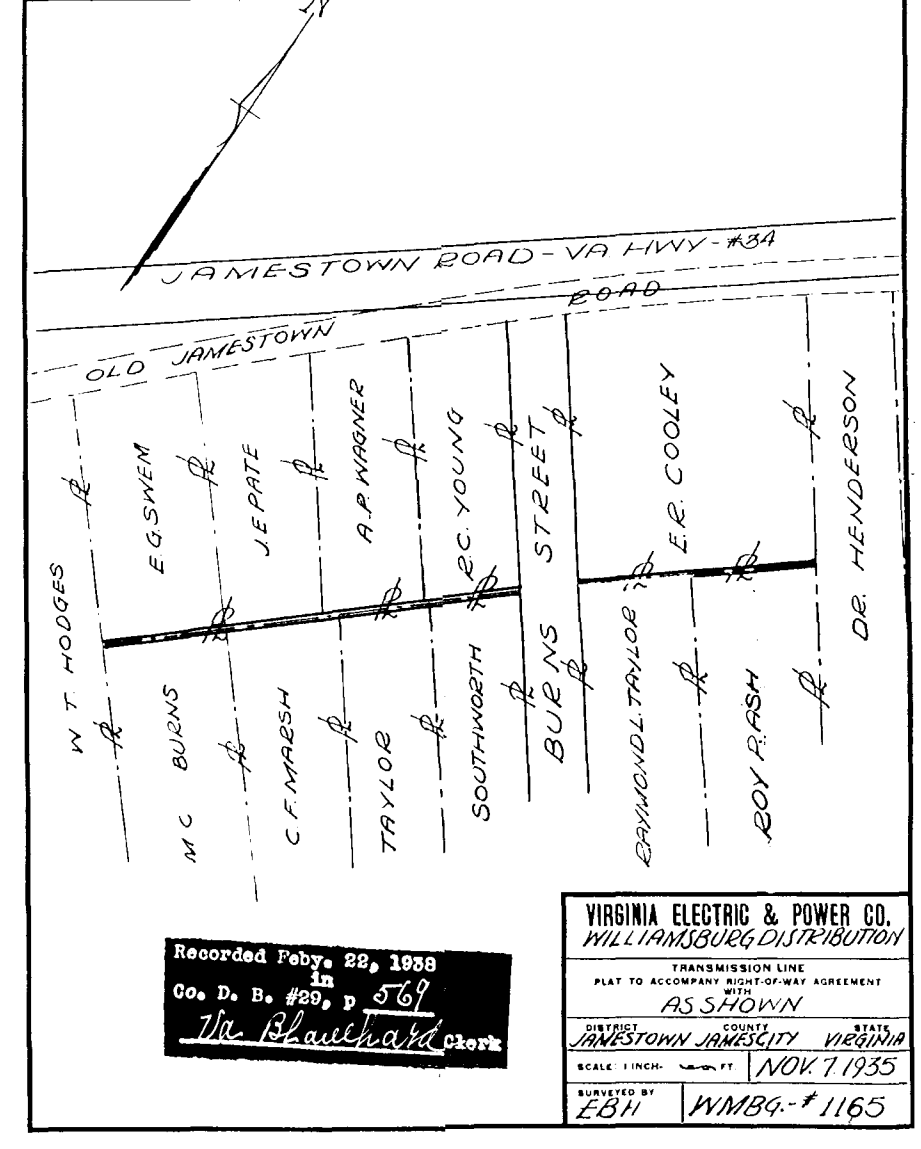 N
JAMESTOWN ROAD - VA HWY - #34
OLD JAMESTOWN ROAD
W T HODGES
E.G. SWEM
J.E. PATE
A.P. WAGNER
R.C. YOUNG
BURNS STREET
E.R. COOLEY
DR. HENDERSON
M C BURNS
C.F. MARSH
TAYLOR
SOUTHWORTH
RAYMOND L. TAYLOR
ROY P. ASH
Recorded Feby. 22, 1938
in
Co. D. B. #29, p 569
Va Clerk
VIRGINIA ELECTRIC & POWER CO.
WILLIAMSBURG DISTRIBUTION
TRANSMISSION LINE
PLAT TO ACCOMPANY RIGHT-OF-WAY AGREEMENT
WITH
AS SHOWN
DISTRICT COUNTY STATE
JAMESTOWN JAMESCITY VIRGINIA
SCALE: 1 INCH- FT. NOV. 7. 1935
SURVEYED BY
EBH WMBG.-#1165